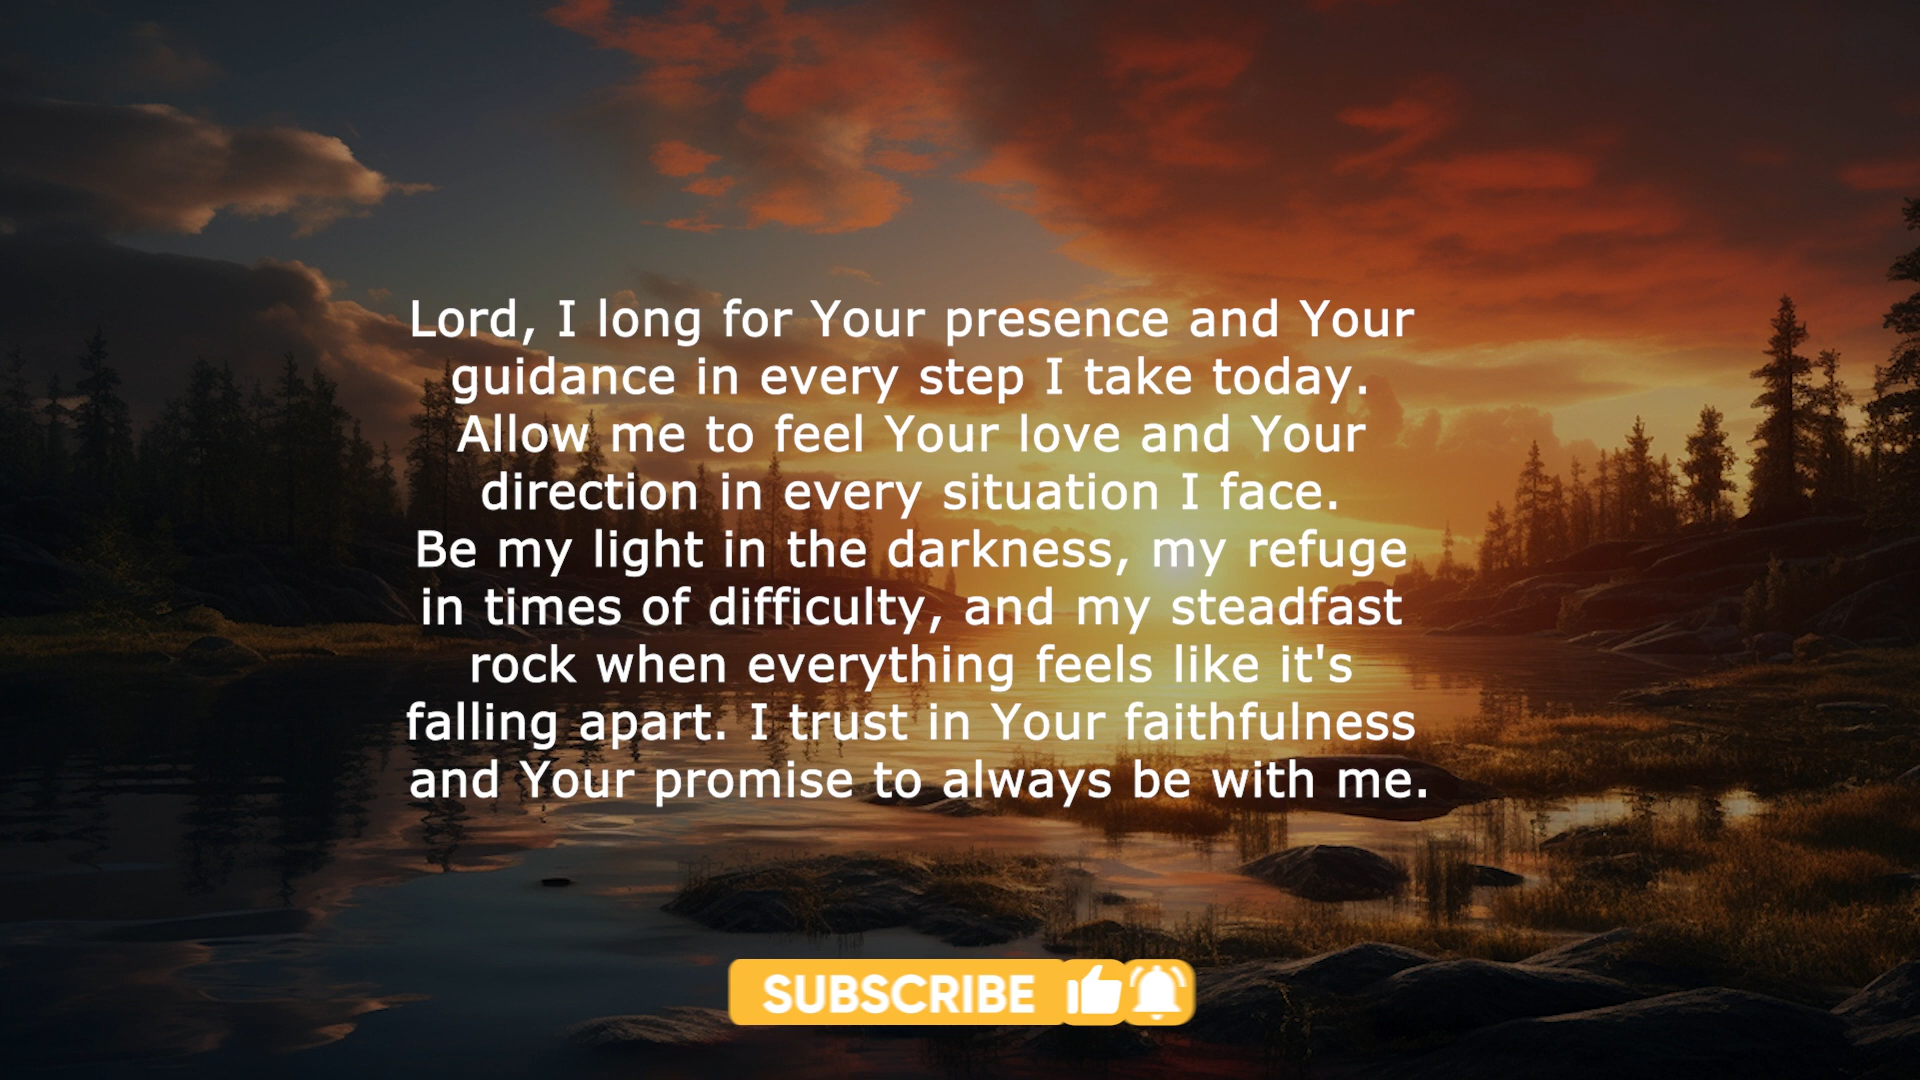 Lord, I long for Your presence and Your
guidance in every step I take today.
Allow me to feel Your love and Your
direction in every situation I face.
Be my light in the darkness, my refuge
in times of difficulty, and my steadfast
rock when everything feels like it's
falling apart. I trust in Your faithfulness
and Your promise to always be with me.
SUBSCRIBE